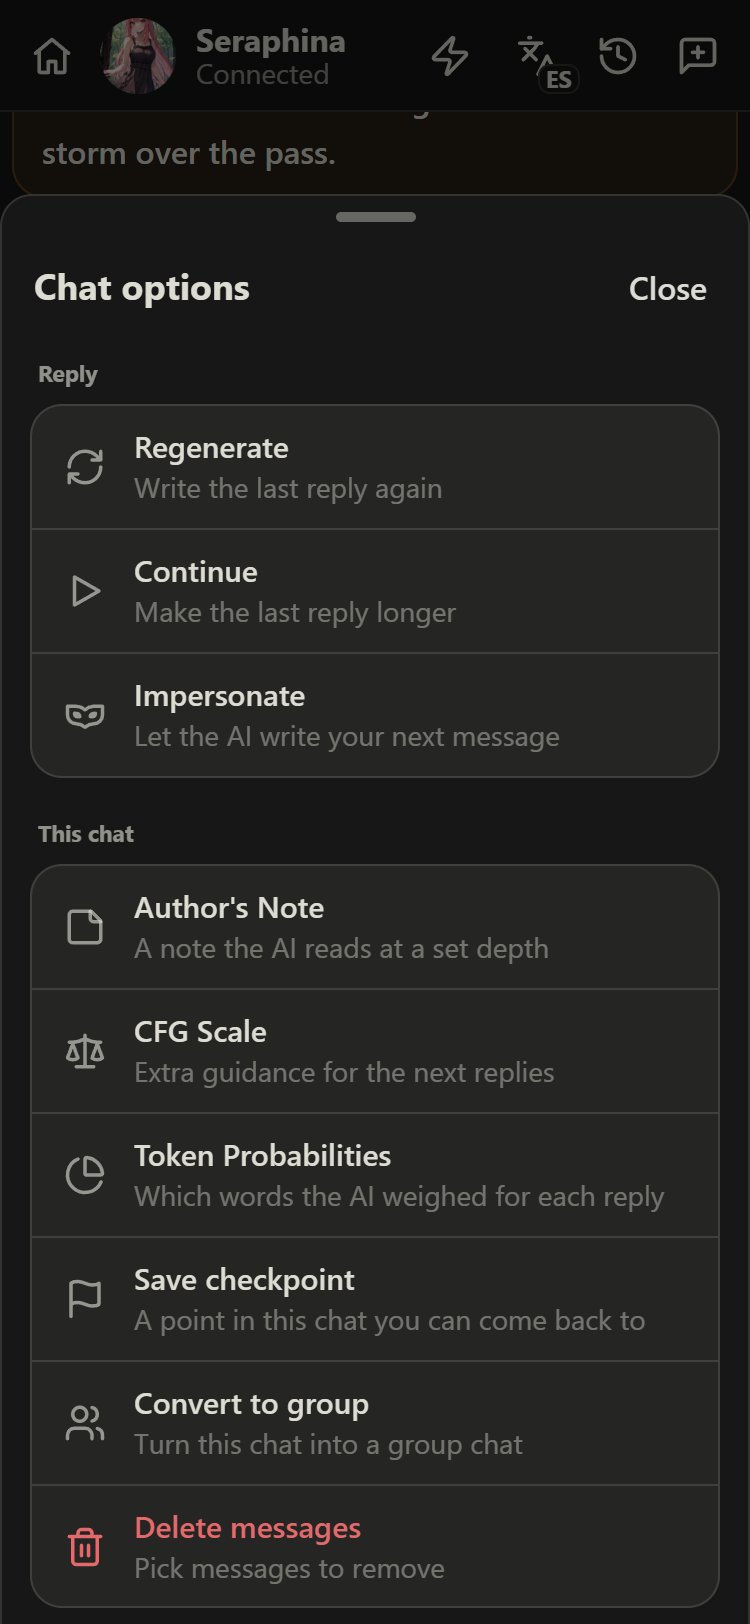 Seraphina
Connected
ES
storm over the pass.
Chat options
Close
Reply
Regenerate
Write the last reply again
Continue
Make the last reply longer
Impersonate
Let the AI write your next message
This chat
Author's Note
A note the AI reads at a set depth
CFG Scale
Extra guidance for the next replies
Token Probabilities
Which words the AI weighed for each reply
Save checkpoint
A point in this chat you can come back to
Convert to group
Turn this chat into a group chat
Delete messages
Pick messages to remove